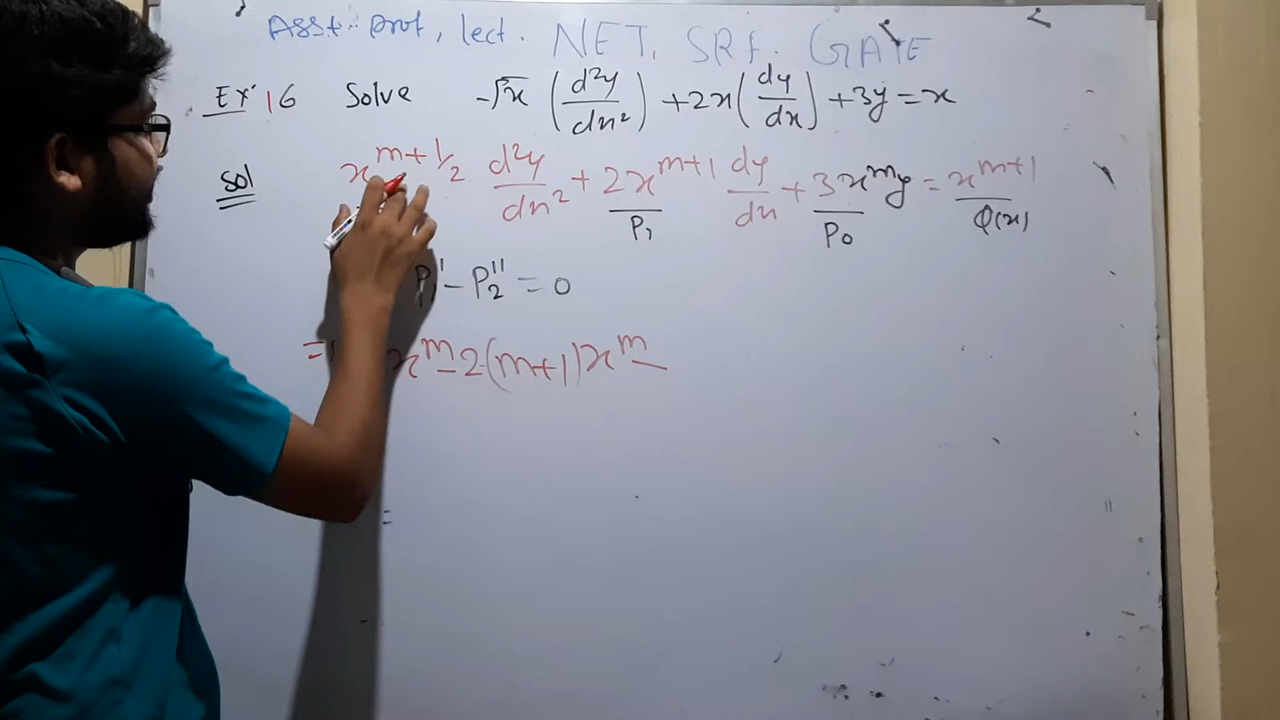 Asst. prof, lect. NET, SRF. GATE
Ex. 16 Solve √x (d²y/dx²) + 2x (dy/dx) + 3y = x
Sol x^{m+1/2} d²y/dx² + 2x^{m+1} dy/dx + 3x^m y = x^{m+1}
P₁ P₀ Q(x)
P₁' - P₂'' = 0
x^m - 2(m+1)x^m -